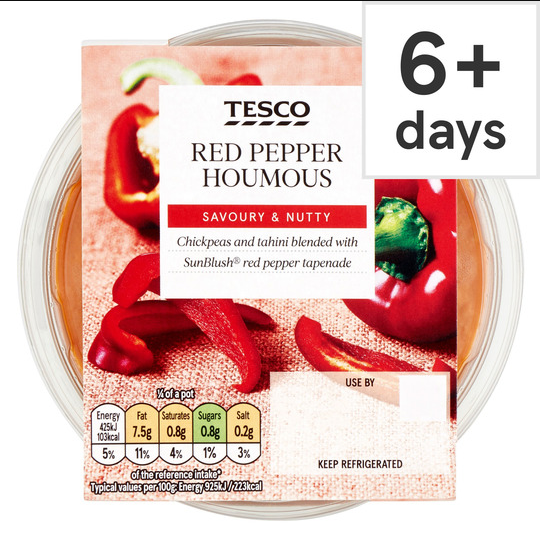 6+
days
TESCO
RED PEPPER
HOUMOUS
SAVOURY & NUTTY
Chickpeas and tahini blended with
SunBlush® red pepper tapenade
USE BY
KEEP REFRIGERATED
¼ of a pot
Energy Fat Saturates Sugars Salt
425kJ 7.5g 0.8g 0.8g 0.2g
103kcal
5% 11% 4% 1% 3%
of the reference intake*
Typical values per 100g: Energy 925kJ / 223kcal